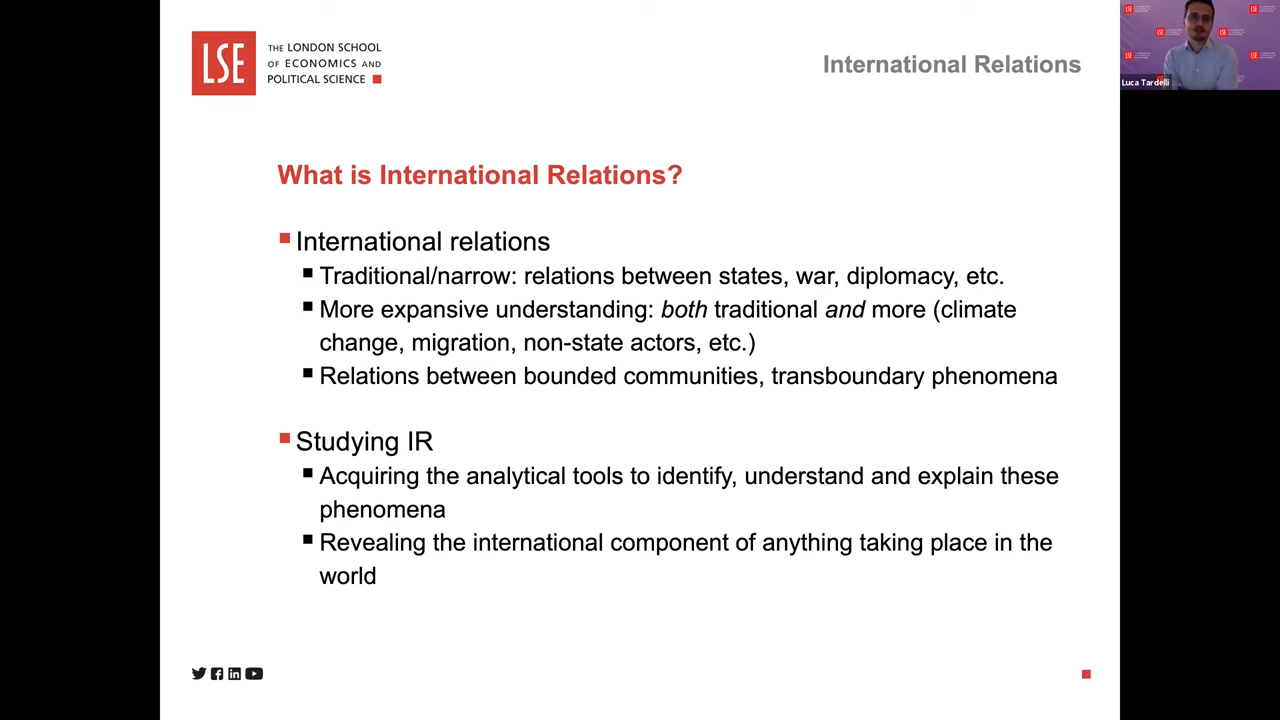 LSE
THE LONDON SCHOOL
OF ECONOMICS AND
POLITICAL SCIENCE
International Relations
Luca Tardelli
What is International Relations?
International relations
Traditional/narrow: relations between states, war, diplomacy, etc.
More expansive understanding: both traditional and more (climate
change, migration, non-state actors, etc.)
Relations between bounded communities, transboundary phenomena
Studying IR
Acquiring the analytical tools to identify, understand and explain these
phenomena
Revealing the international component of anything taking place in the
world